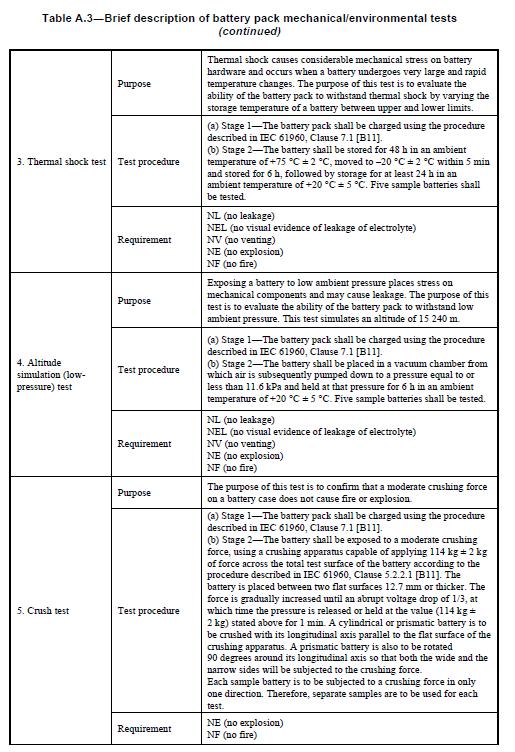 Table A.3—Brief description of battery pack mechanical/environmental tests
(continued)
3. Thermal shock test
Purpose
Thermal shock causes considerable mechanical stress on battery
hardware and occurs when a battery undergoes very large and rapid
temperature changes. The purpose of this test is to evaluate the
ability of the battery pack to withstand thermal shock by varying the
storage temperature of a battery between upper and lower limits.
Test procedure
(a) Stage 1—The battery pack shall be charged using the procedure
described in IEC 61960, Clause 7.1 [B11].
(b) Stage 2—The battery shall be stored for 48 h in an ambient
temperature of +75 °C ± 2 °C, moved to –20 °C ± 2 °C within 5 min
and stored for 6 h, followed by storage for at least 24 h in an
ambient temperature of +20 °C ± 5 °C. Five sample batteries shall
be tested.
Requirement
NL (no leakage)
NEL (no visual evidence of leakage of electrolyte)
NV (no venting)
NE (no explosion)
NF (no fire)
4. Altitude
simulation (low-
pressure) test
Purpose
Exposing a battery to low ambient pressure places stress on
mechanical components and may cause leakage. The purpose of this
test is to evaluate the ability of the battery pack to withstand low
ambient pressure. This test simulates an altitude of 15 240 m.
Test procedure
(a) Stage 1—The battery pack shall be charged using the procedure
described in IEC 61960, Clause 7.1 [B11].
(b) Stage 2—The battery shall be placed in a vacuum chamber from
which air is subsequently pumped down to a pressure equal to or
less than 11.6 kPa and held at that pressure for 6 h in an ambient
temperature of +20 °C ± 5 °C. Five sample batteries shall be tested.
Requirement
NL (no leakage)
NEL (no visual evidence of leakage of electrolyte)
NV (no venting)
NE (no explosion)
NF (no fire)
5. Crush test
Purpose
The purpose of this test is to confirm that a moderate crushing force
on a battery case does not cause fire or explosion.
Test procedure
(a) Stage 1—The battery pack shall be charged using the procedure
described in IEC 61960, Clause 7.1 [B11].
(b) Stage 2—The battery shall be exposed to a moderate crushing
force, using a crushing apparatus capable of applying 114 kg ± 2 kg
of force across the total test surface of the battery according to the
procedure described in IEC 61960, Clause 5.2.2.1 [B11]. The
battery is placed between two flat surfaces 12.7 mm or thicker. The
force is gradually increased until an abrupt voltage drop of 1/3, at
which time the pressure is released or held at the value (114 kg ±
2 kg) stated above for 1 min. A cylindrical or prismatic battery is to
be crushed with its longitudinal axis parallel to the flat surface of the
crushing apparatus. A prismatic battery is also to be rotated
90 degrees around its longitudinal axis so that both the wide and the
narrow sides will be subjected to the crushing force.
Each sample battery is to be subjected to a crushing force in only
one direction. Therefore, separate samples are to be used for each
test.
Requirement
NE (no explosion)
NF (no fire)